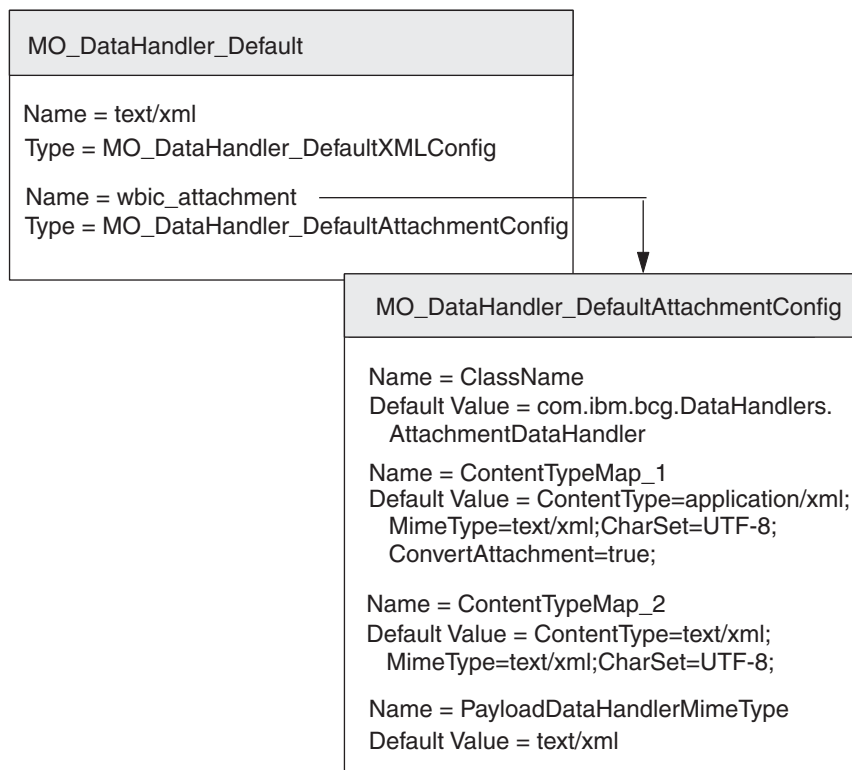 MO_DataHandler_Default
Name = text/xml
Type = MO_DataHandler_DefaultXMLConfig
Name = wbic_attachment
Type = MO_DataHandler_DefaultAttachmentConfig
MO_DataHandler_DefaultAttachmentConfig
Name = ClassName
Default Value = com.ibm.bcg.DataHandlers.
AttachmentDataHandler
Name = ContentTypeMap_1
Default Value = ContentType=application/xml;
MimeType=text/xml;CharSet=UTF-8;
ConvertAttachment=true;
Name = ContentTypeMap_2
Default Value = ContentType=text/xml;
MimeType=text/xml;CharSet=UTF-8;
Name = PayloadDataHandlerMimeType
Default Value = text/xml